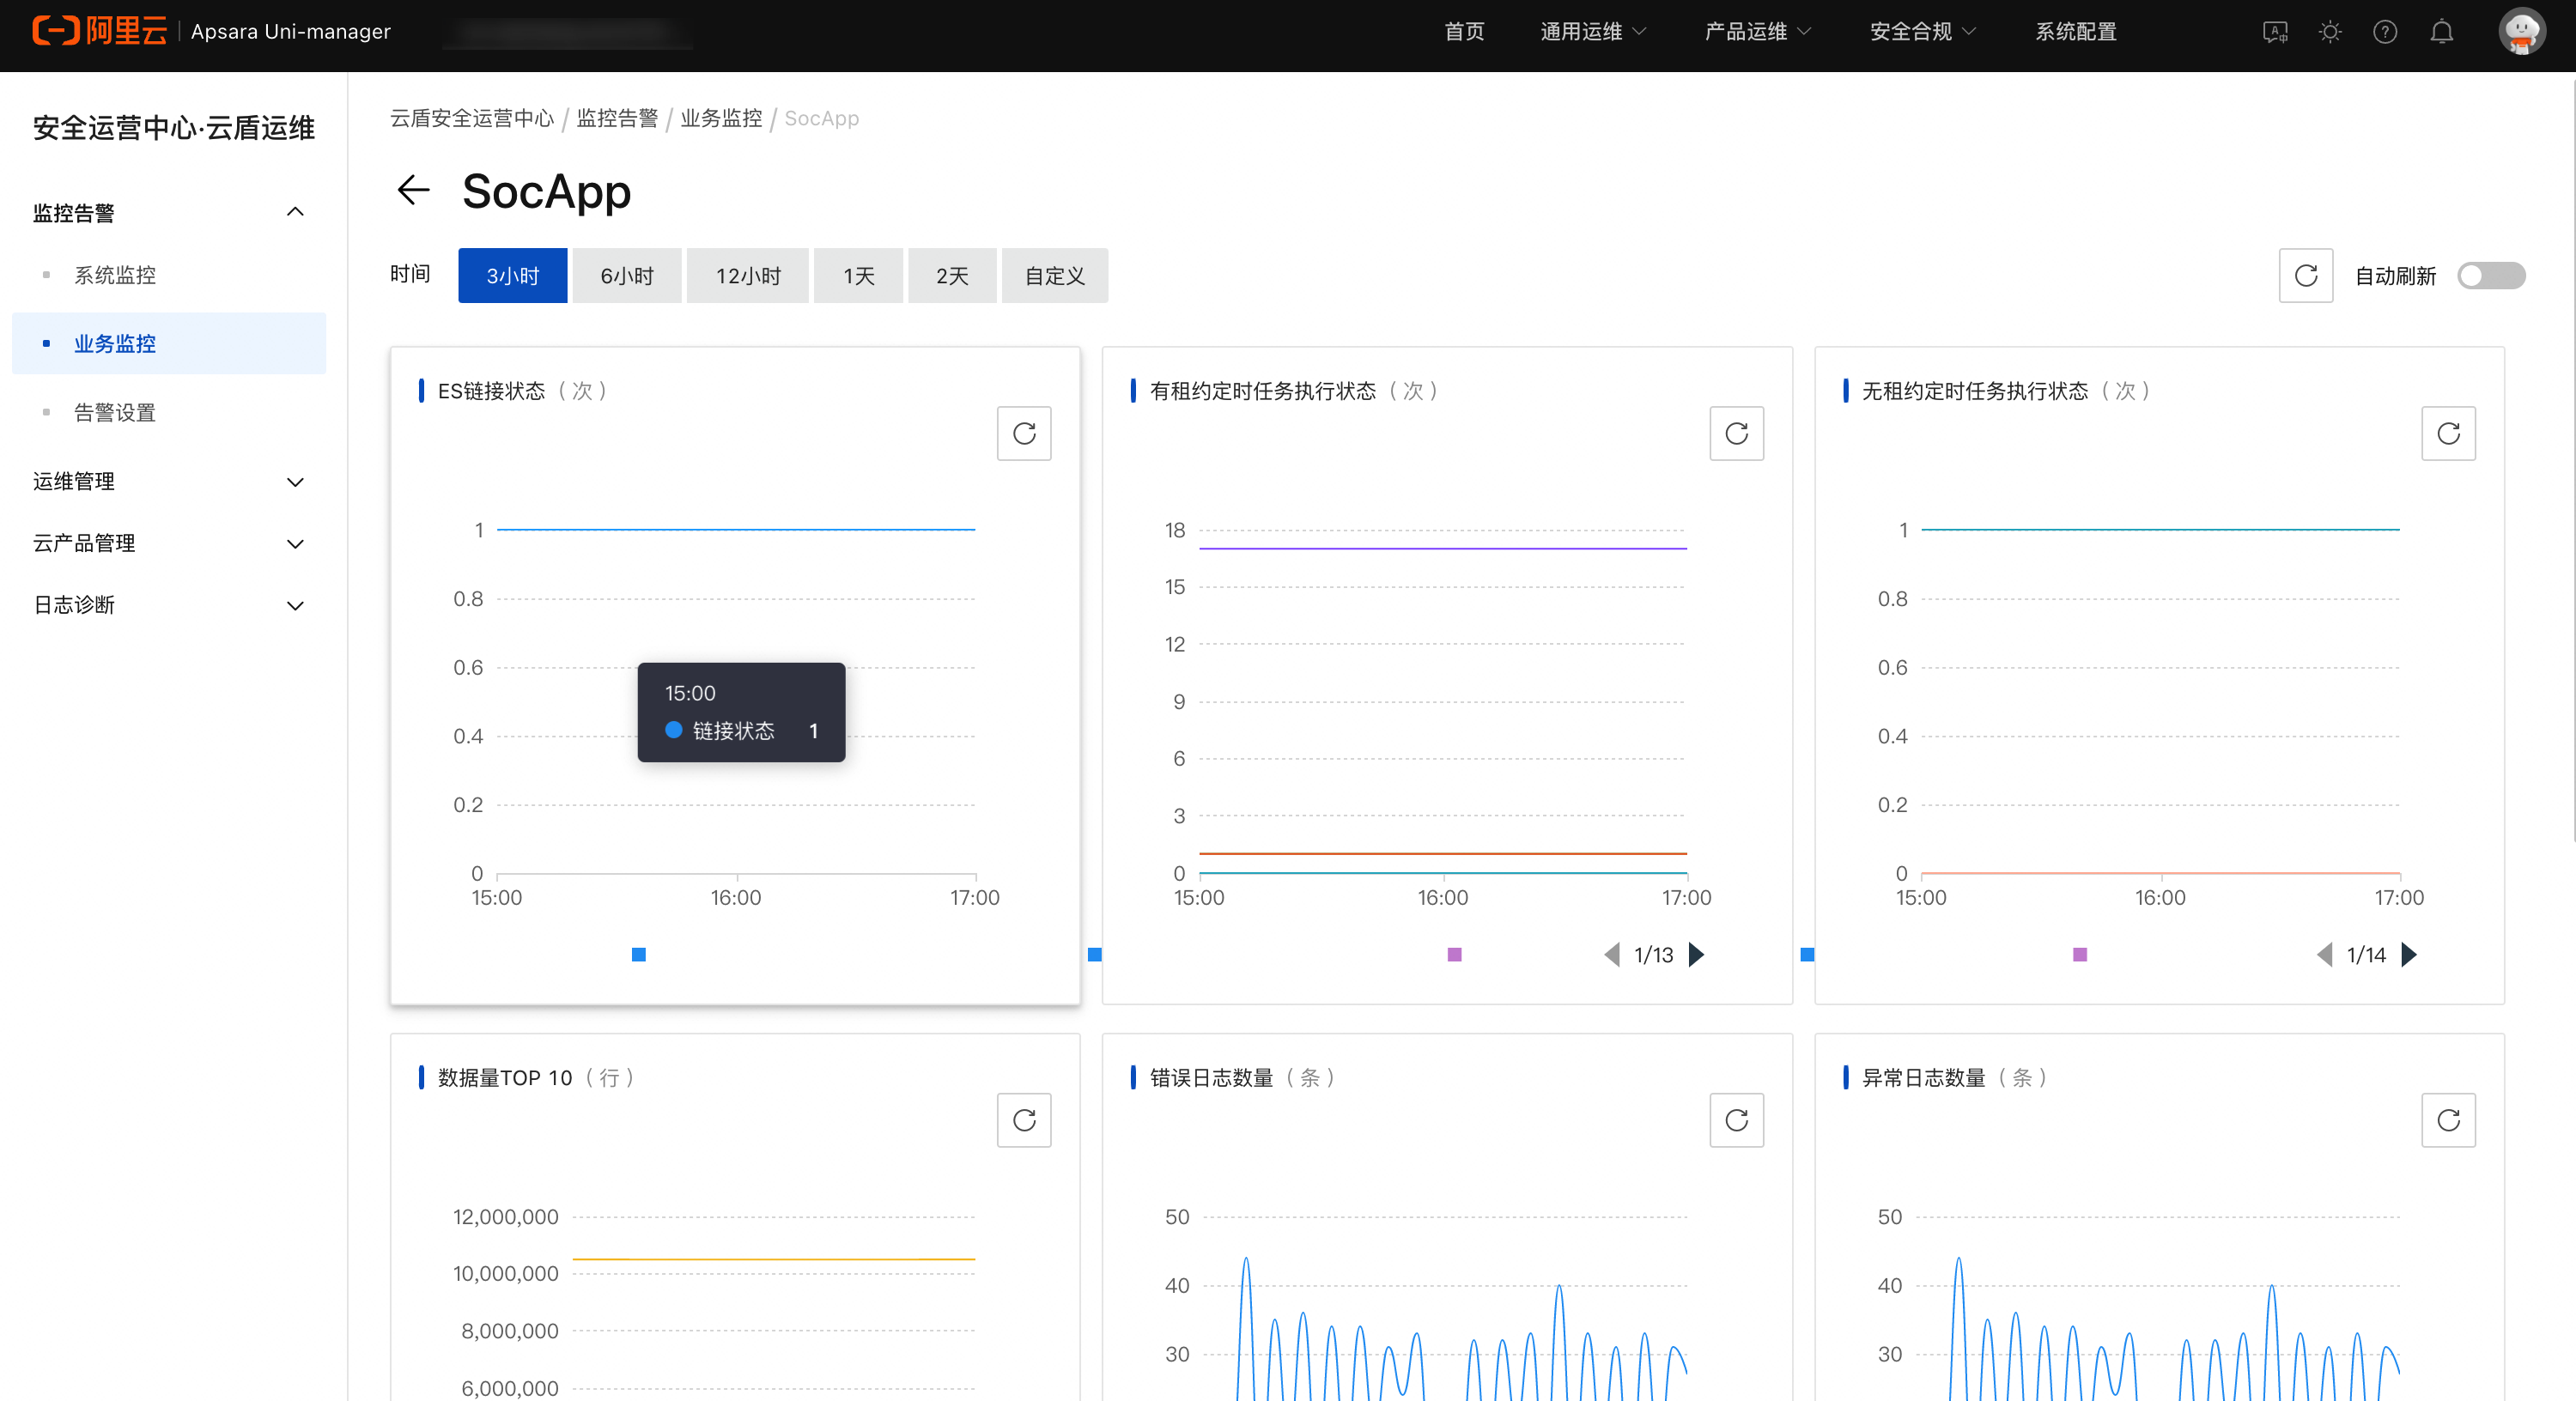 阿里云 Apsara Uni-manager
首页 通用运维 产品运维 安全合规 系统配置
安全运营中心·云盾运维
监控告警
系统监控
业务监控
告警设置
运维管理
云产品管理
日志诊断
云盾安全运营中心 / 监控告警 / 业务监控 / SocApp
SocApp
时间 3小时 6小时 12小时 1天 2天 自定义
自动刷新
ES链接状态（次）
1
0.8
0.6
0.4
0.2
0
15:00 16:00 17:00
15:00
链接状态 1
有租约定时任务执行状态（次）
18
15
12
9
6
3
0
15:00 16:00 17:00
1/13
无租约定时任务执行状态（次）
1
0.8
0.6
0.4
0.2
0
15:00 16:00 17:00
1/14
数据量TOP 10（行）
12,000,000
10,000,000
8,000,000
6,000,000
错误日志数量（条）
50
40
30
异常日志数量（条）
50
40
30